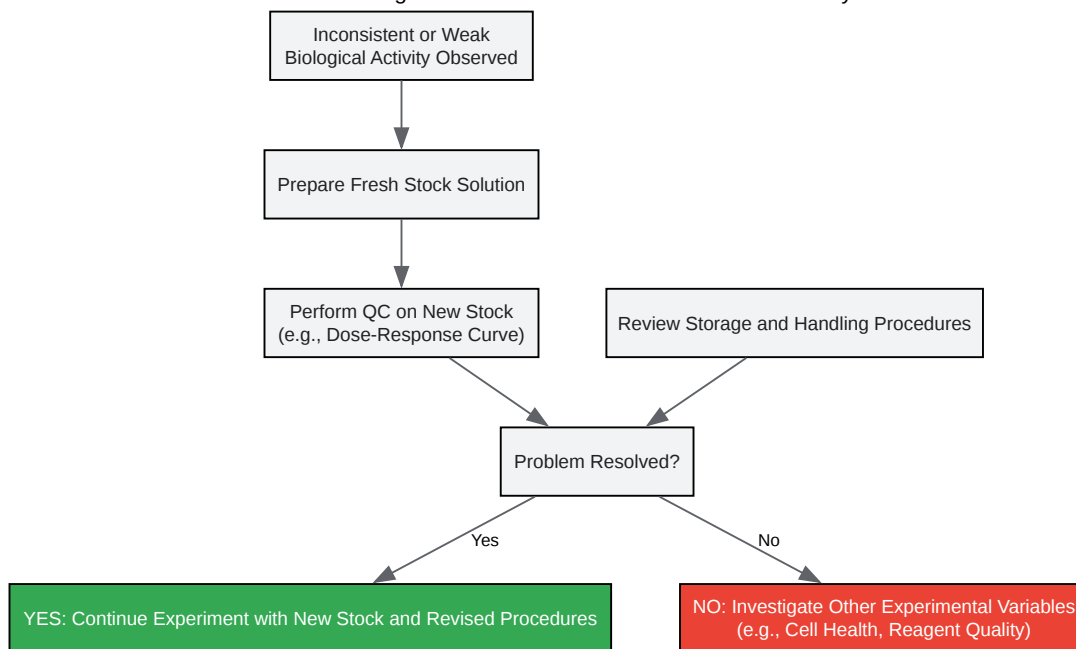 Inconsistent or Weak
Biological Activity Observed
Prepare Fresh Stock Solution
Perform QC on New Stock
(e.g., Dose-Response Curve)
Review Storage and Handling Procedures
Problem Resolved?
Yes
No
YES: Continue Experiment with New Stock and Revised Procedures
NO: Investigate Other Experimental Variables
(e.g., Cell Health, Reagent Quality)